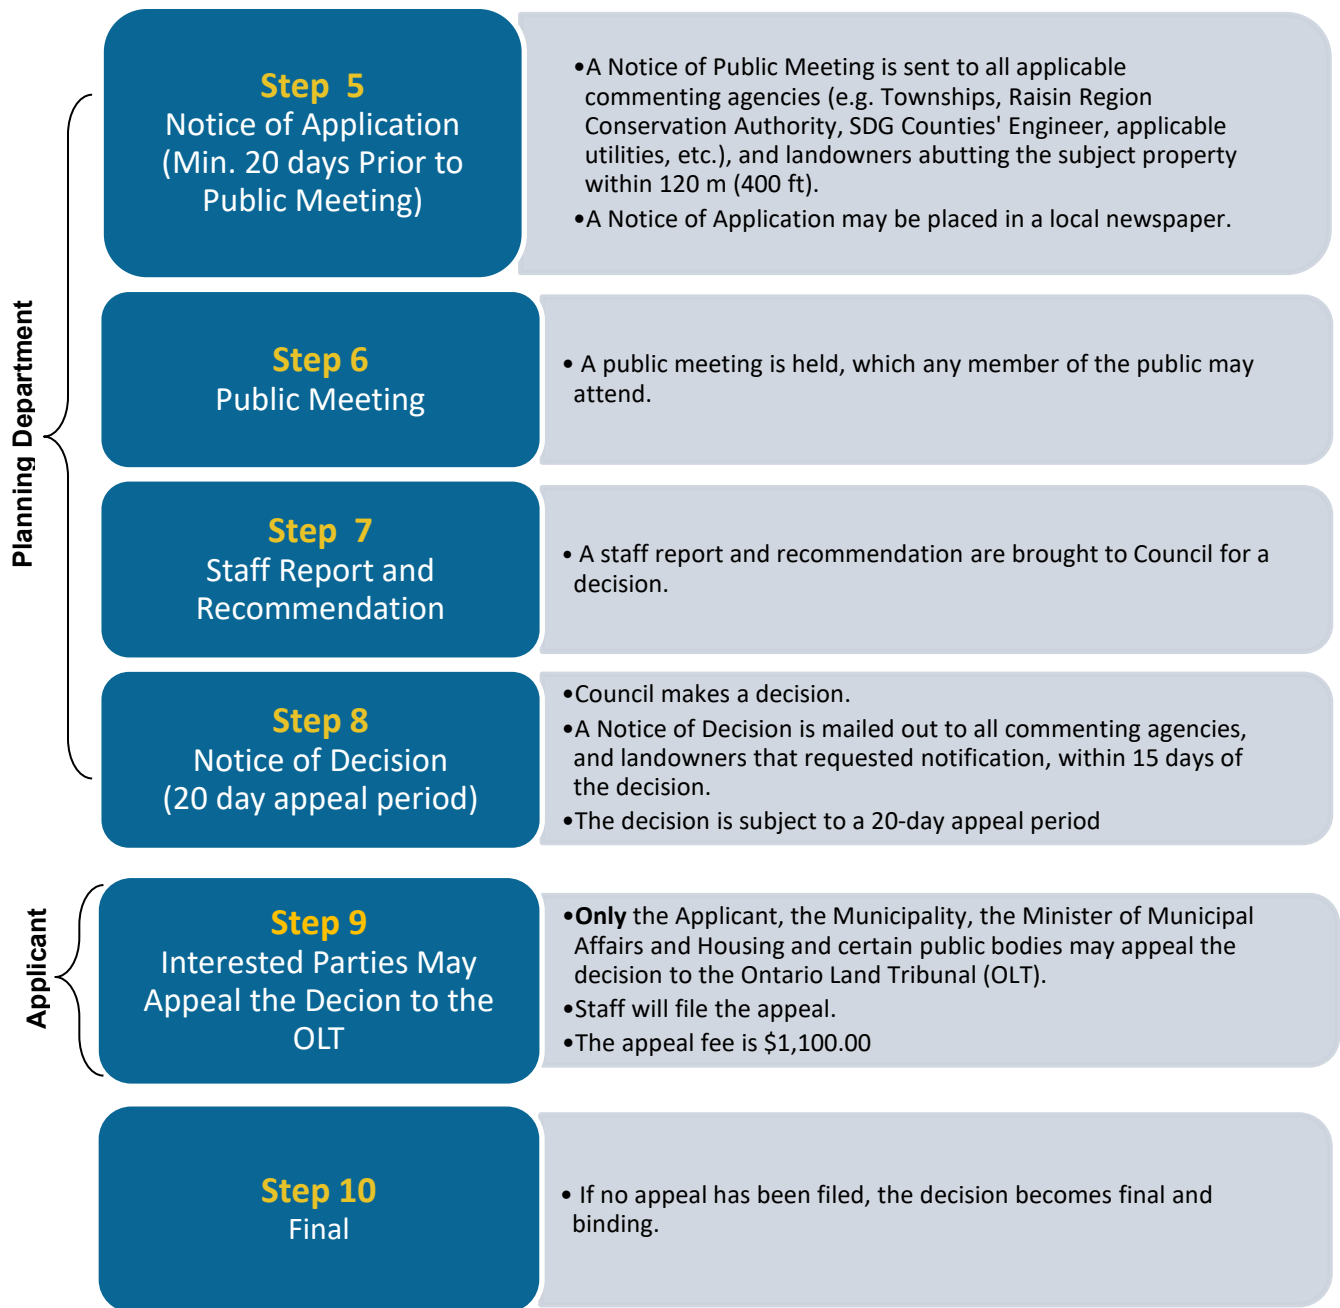 Planning Department
Step 5
Notice of Application
(Min. 20 days Prior to
Public Meeting)
•A Notice of Public Meeting is sent to all applicable
commenting agencies (e.g. Townships, Raisin Region
Conservation Authority, SDG Counties' Engineer, applicable
utilities, etc.), and landowners abutting the subject property
within 120 m (400 ft).
•A Notice of Application may be placed in a local newspaper.
Step 6
Public Meeting
• A public meeting is held, which any member of the public may
attend.
Step 7
Staff Report and
Recommendation
• A staff report and recommendation are brought to Council for a
decision.
Step 8
Notice of Decision
(20 day appeal period)
•Council makes a decision.
•A Notice of Decision is mailed out to all commenting agencies,
and landowners that requested notification, within 15 days of
the decision.
•The decision is subject to a 20-day appeal period
Applicant
Step 9
Interested Parties May
Appeal the Decion to the
OLT
•Only the Applicant, the Municipality, the Minister of Municipal
Affairs and Housing and certain public bodies may appeal the
decision to the Ontario Land Tribunal (OLT).
•Staff will file the appeal.
•The appeal fee is $1,100.00
Step 10
Final
• If no appeal has been filed, the decision becomes final and
binding.